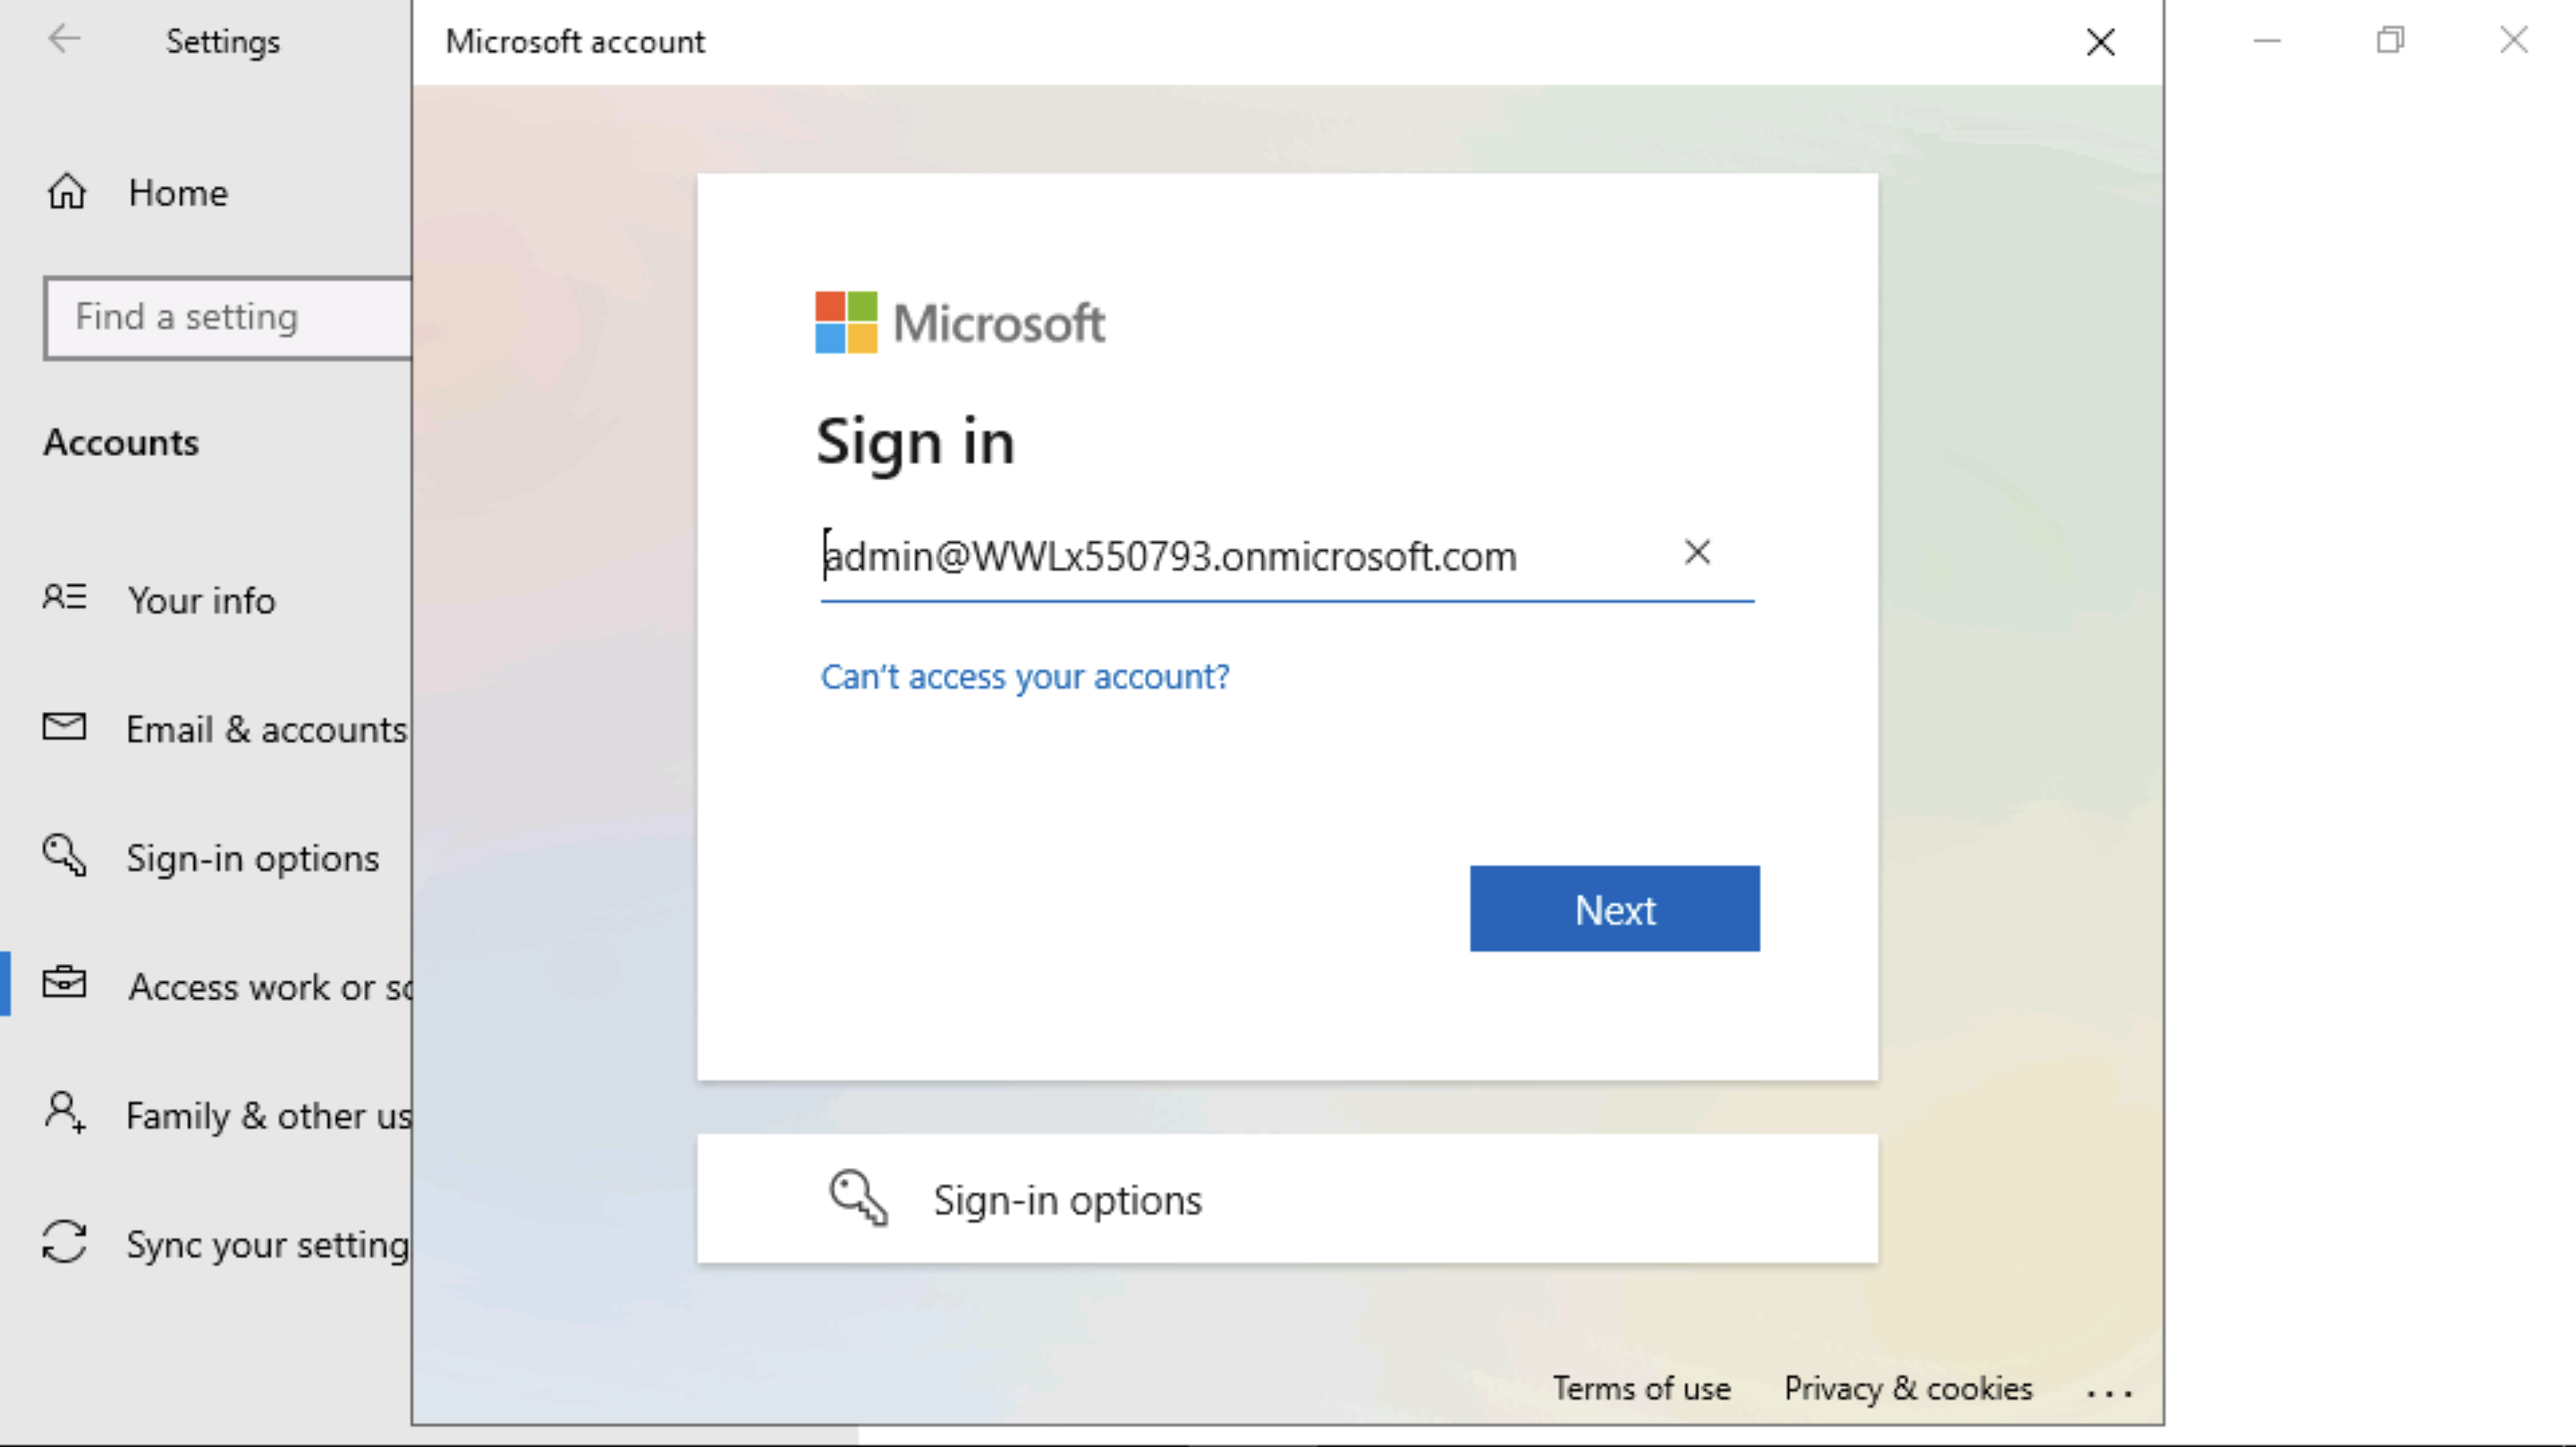 Settings
Microsoft account
Home
Find a setting
Accounts
Your info
Email & accounts
Sign-in options
Access work or sc
Family & other us
Sync your setting
Microsoft
Sign in
admin@WWLx550793.onmicrosoft.com
Can't access your account?
Next
Sign-in options
Terms of use
Privacy & cookies
...